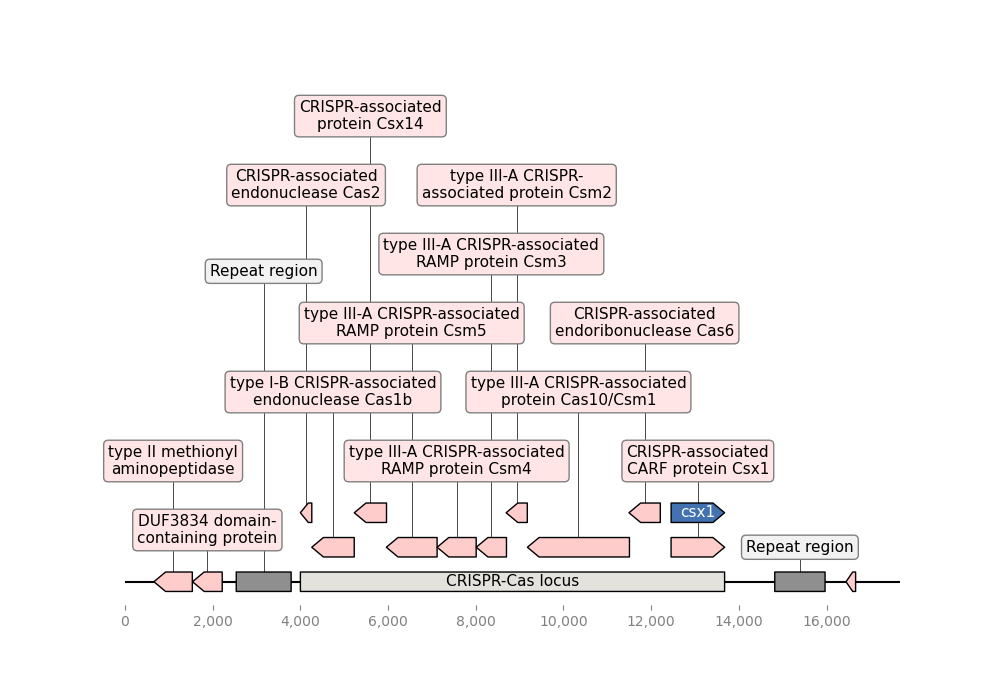 CRISPR-associated
protein Csx14
CRISPR-associated
endonuclease Cas2
type III-A CRISPR-
associated protein Csm2
type III-A CRISPR-associated
RAMP protein Csm3
Repeat region
type III-A CRISPR-associated
RAMP protein Csm5
CRISPR-associated
endoribonuclease Cas6
type I-B CRISPR-associated
endonuclease Cas1b
type III-A CRISPR-associated
protein Cas10/Csm1
type II methionyl
aminopeptidase
type III-A CRISPR-associated
RAMP protein Csm4
CRISPR-associated
CARF protein Csx1
csx1
DUF3834 domain-
containing protein
Repeat region
CRISPR-Cas locus
0
2,000
4,000
6,000
8,000
10,000
12,000
14,000
16,000